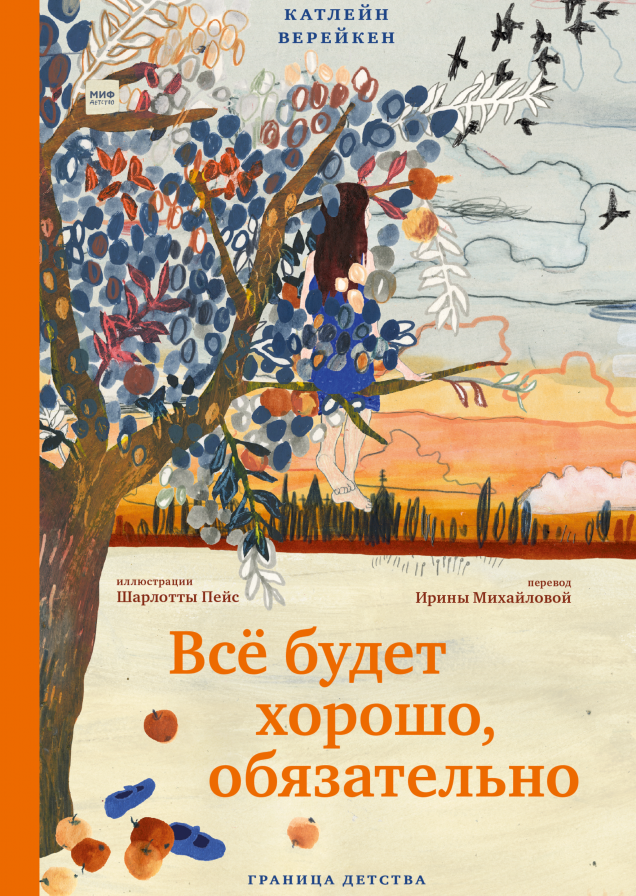 КАТЛЕЙН
ВЕРЕЙКЕН
МИФ
ДЕТСТВО
иллюстрации
Шарлотты Пейс
перевод
Ирины Михайловой
Всё будет
хорошо,
обязательно
ГРАНИЦА ДЕТСТВА